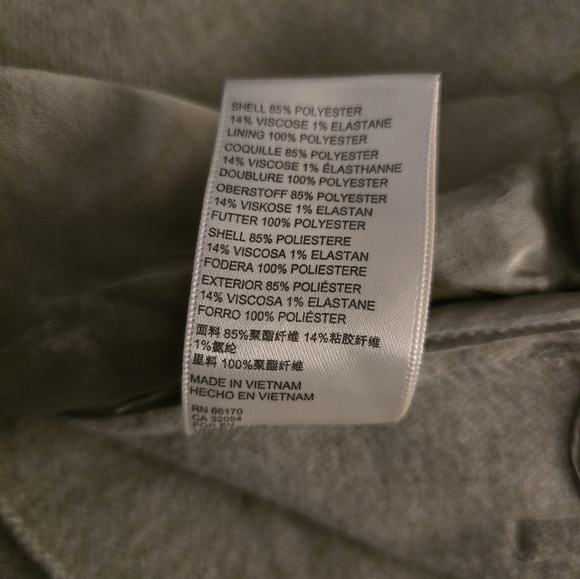 SHELL 85% POLYESTER
14% VISCOSE 1% ELASTANE
LINING 100% POLYESTER
COQUILLE 85% POLYESTER
14% VISCOSE 1% ÉLASTHANNE
DOUBLURE 100% POLYESTER
OBERSTOFF 85% POLYESTER
14% VISKOSE 1% ELASTAN
FUTTER 100% POLYESTER
SHELL 85% POLIESTERE
14% VISCOSA 1% ELASTAN
FODERA 100% POLIESTERE
EXTERIOR 85% POLIÉSTER
14% VISCOSA 1% ELASTANE
FORRO 100% POLIÉSTER
面料 85%聚酯纤维 14%粘胶纤维
1%氨纶
里料 100%聚酯纤维
MADE IN VIETNAM
HECHO EN VIETNAM
RN 66170
CA 32054
FOR EU